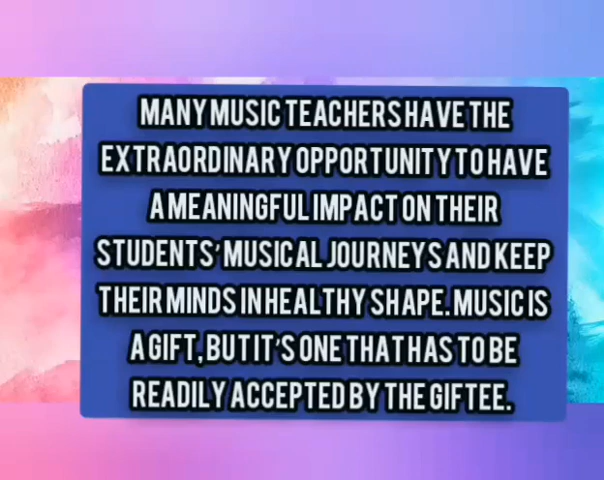 MANY MUSIC TEACHERS HAVE THE
EXTRAORDINARY OPPORTUNITY TO HAVE
A MEANINGFUL IMPACT ON THEIR
STUDENTS' MUSICAL JOURNEYS AND KEEP
THEIR MINDS IN HEALTHY SHAPE. MUSIC IS
A GIFT, BUT IT'S ONE THAT HAS TO BE
READILY ACCEPTED BY THE GIFTEE.